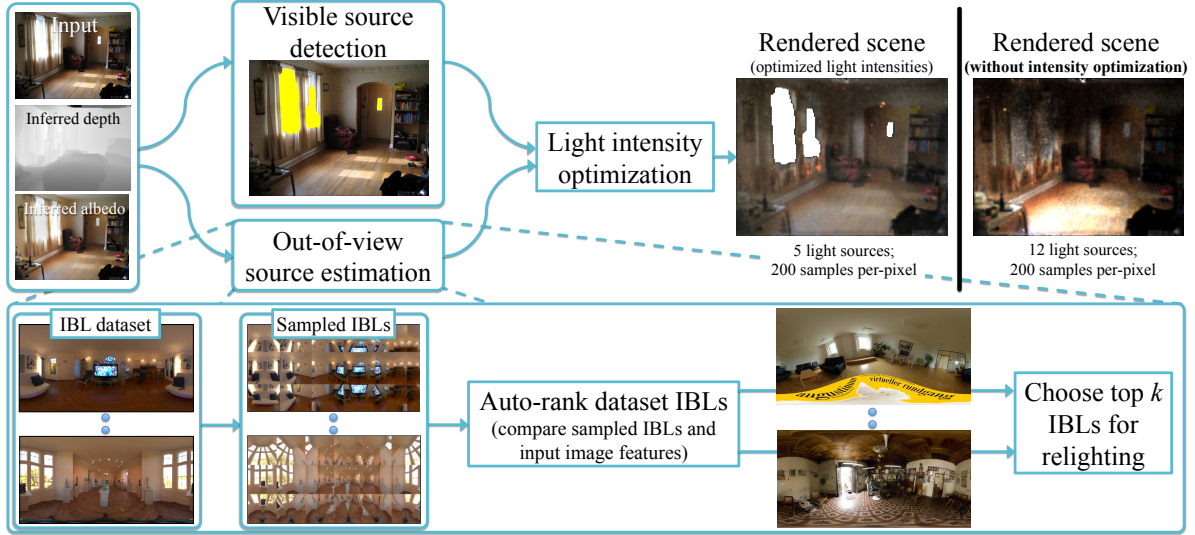 Input
Inferred depth
Inferred albedo
Visible source
detection
Out-of-view
source estimation
Light intensity
optimization
Rendered scene
(optimized light intensities)
5 light sources;
200 samples per-pixel
Rendered scene
(without intensity optimization)
12 light sources;
200 samples per-pixel
IBL dataset
Sampled IBLs
Auto-rank dataset IBLs
(compare sampled IBLs and
input image features)
augustinum
virtueller rundgang
Choose top k
IBLs for
relighting